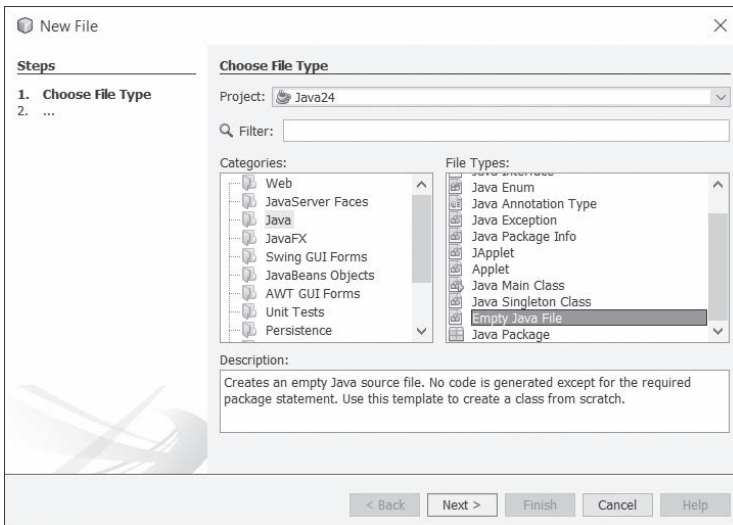 New File
Steps
1. Choose File Type
2. ...
Choose File Type
Project: Java24
Filter:
Categories:
Web
JavaServer Faces
Java
JavaFX
Swing GUI Forms
JavaBeans Objects
AWT GUI Forms
Unit Tests
Persistence
File Types:
Java Interface
Java Enum
Java Annotation Type
Java Exception
Java Package Info
JApplet
Applet
Java Main Class
Java Singleton Class
Empty Java File
Java Package
Description:
Creates an empty Java source file. No code is generated except for the required
package statement. Use this template to create a class from scratch.
< Back
Next >
Finish
Cancel
Help